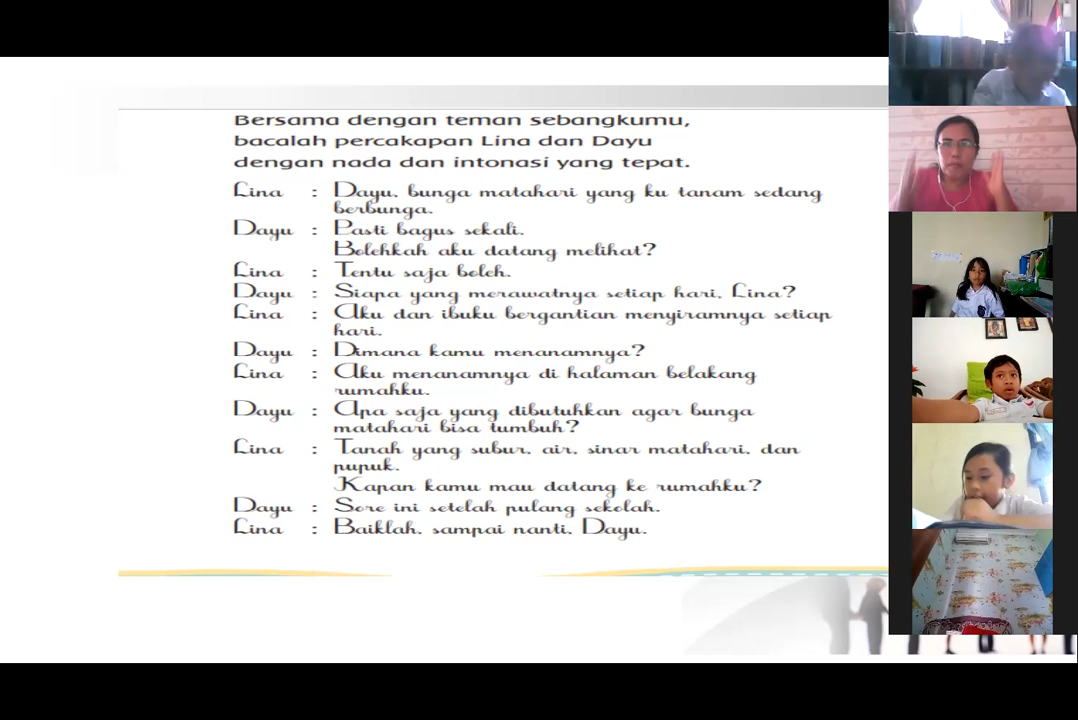 Bersama dengan teman sebangkumu,
bacalah percakapan Lina dan Dayu
dengan nada dan intonasi yang tepat.
Lina : Dayu, bunga matahari yang ku tanam sedang
berbunga.
Dayu : Pasti bagus sekali.
Bolehkah aku datang melihat?
Lina : Tentu saja boleh.
Dayu : Siapa yang merawatnya setiap hari, Lina?
Lina : Aku dan ibuku bergantian menyiramnya setiap
hari.
Dayu : Dimana kamu menanamnya?
Lina : Aku menanamnya di halaman belakang
rumahku.
Dayu : Apa saja yang dibutuhkan agar bunga
matahari bisa tumbuh?
Lina : Tanah yang subur, air, sinar matahari, dan
pupuk.
Kapan kamu mau datang ke rumahku?
Dayu : Sore ini setelah pulang sekolah.
Lina : Baiklah, sampai nanti, Dayu.